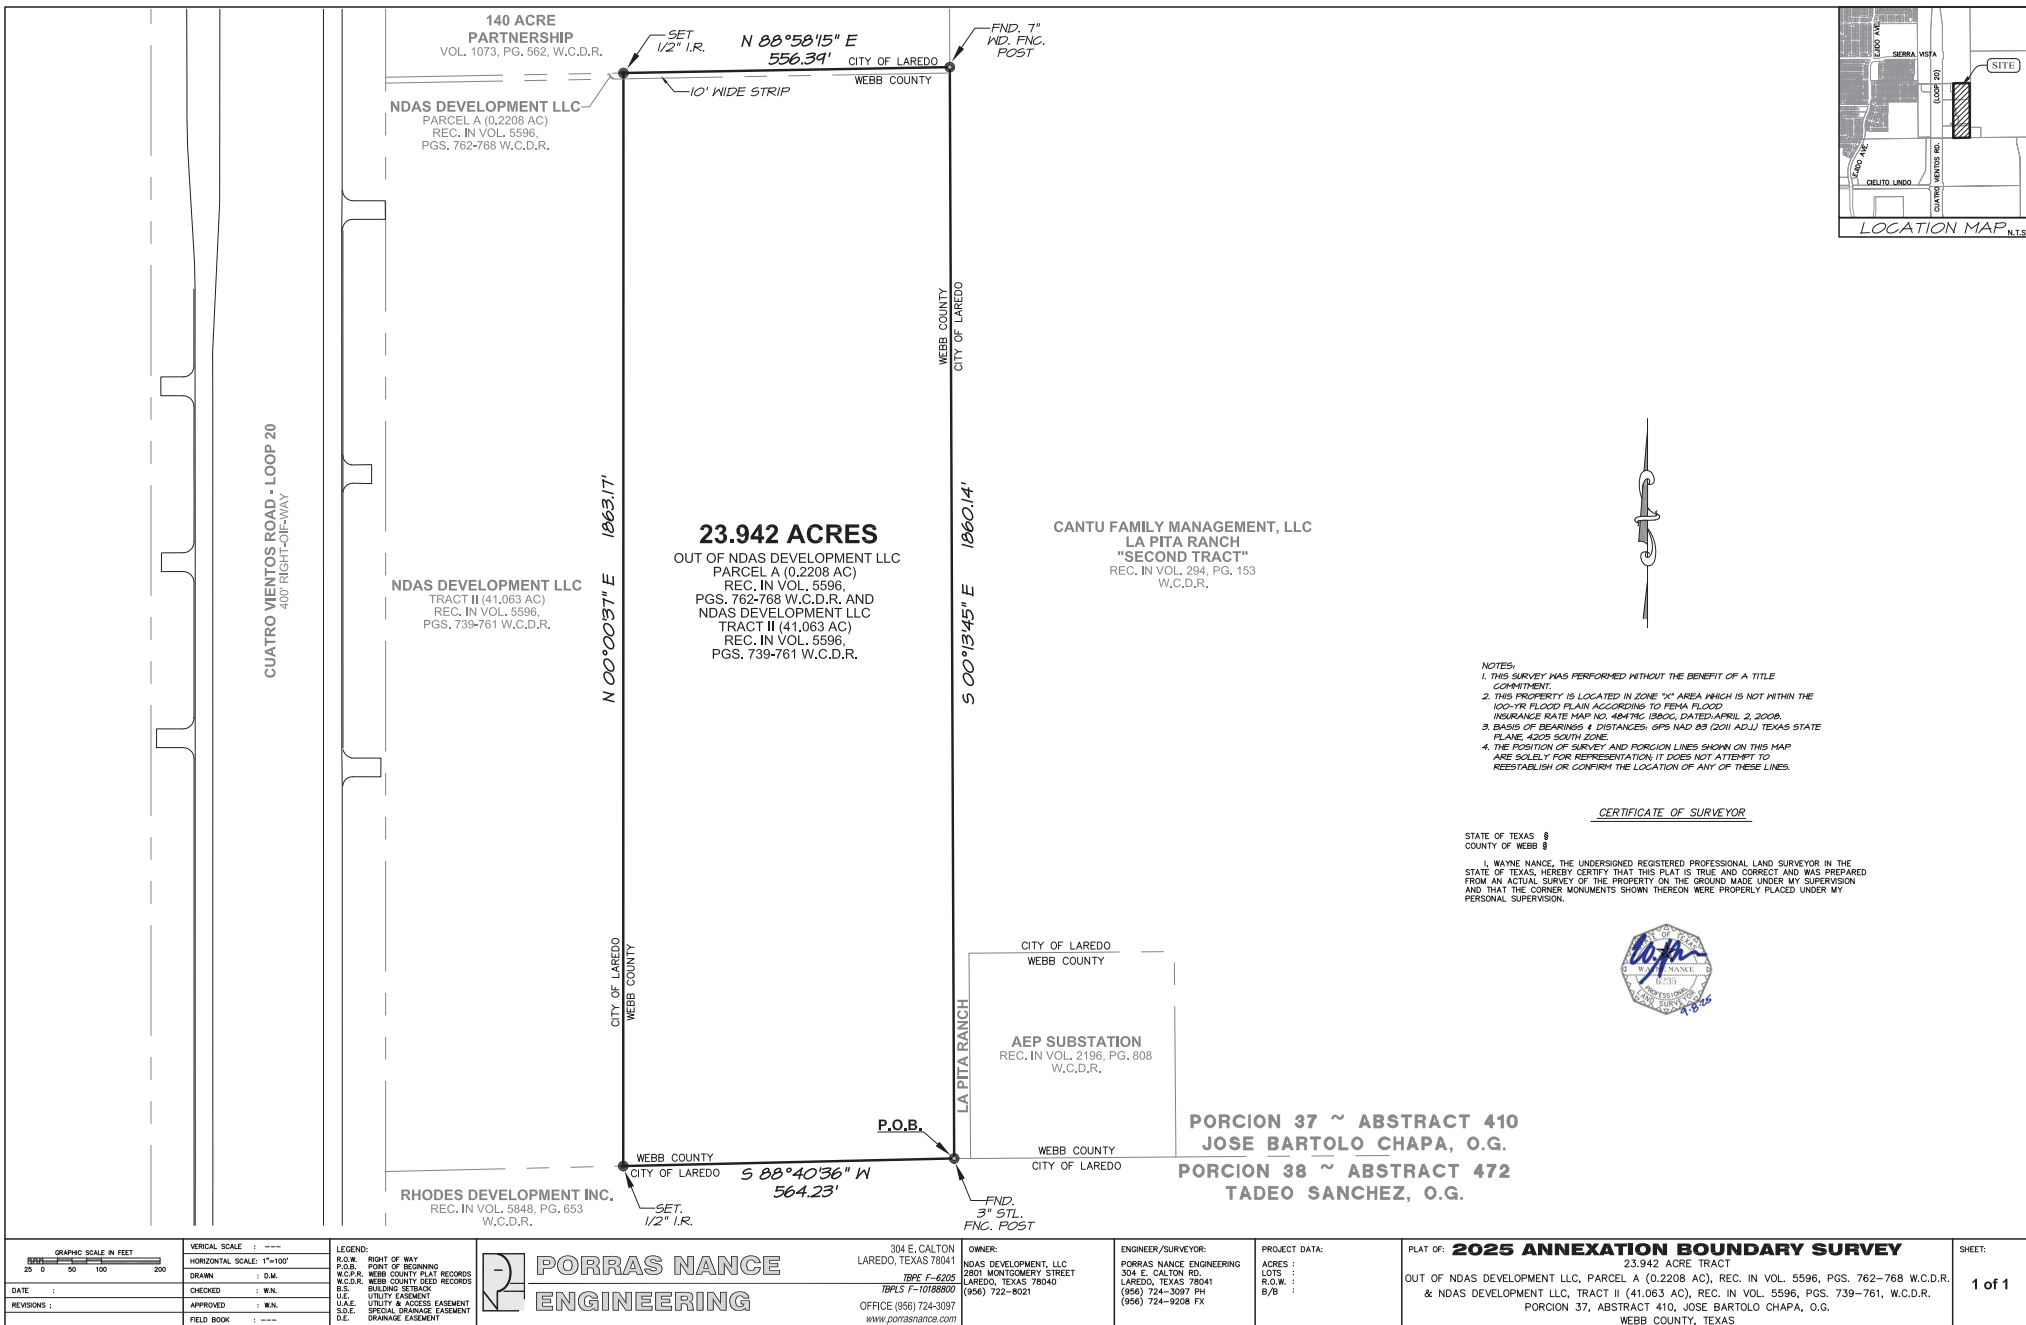 140 ACRE
PARTNERSHIP
VOL. 1073, PG. 562, W.C.D.R.
SET
1/2" I.R.
N 88°58'15" E
556.39'
CITY OF LAREDO
WEBB COUNTY
FND. 7"
WD. FNC.
POST
10' WIDE STRIP
NDAS DEVELOPMENT LLC
PARCEL A (0.2208 AC)
REC. IN VOL. 5596,
PGS. 762-768 W.C.D.R.
EJIDO AVE.
SIERRA VISTA
SITE
(LOOP 20)
EJIDO AVE.
CIELITO LINDO
CUATRO VIENTOS RD.
LOCATION MAP N.T.S
WEBB COUNTY
CITY OF LAREDO
CUATRO VIENTOS ROAD - LOOP 20
400' RIGHT-OF-WAY
NDAS DEVELOPMENT LLC
TRACT II (41.063 AC)
REC. IN VOL. 5596,
PGS. 739-761 W.C.D.R.
N 00°00'37" E 1863.17'
23.942 ACRES
OUT OF NDAS DEVELOPMENT LLC
PARCEL A (0.2208 AC)
REC. IN VOL. 5596,
PGS. 762-768 W.C.D.R. AND
NDAS DEVELOPMENT LLC
TRACT II (41.063 AC)
REC. IN VOL. 5596,
PGS. 739-761 W.C.D.R.
S 00°13'45" E 1860.14'
CANTU FAMILY MANAGEMENT, LLC
LA PITA RANCH
"SECOND TRACT"
REC. IN VOL. 294, PG. 153
W.C.D.R.
NOTES:
1. THIS SURVEY WAS PERFORMED WITHOUT THE BENEFIT OF A TITLE
COMMITMENT.
2. THIS PROPERTY IS LOCATED IN ZONE "X" AREA WHICH IS NOT WITHIN THE
100-YR FLOOD PLAIN ACCORDING TO FEMA FLOOD
INSURANCE RATE MAP NO. 48479C 1380C, DATED:APRIL 2, 2008.
3. BASIS OF BEARINGS & DISTANCES: GPS NAD 83 (2011 ADJ.) TEXAS STATE
PLANE, 4205 SOUTH ZONE.
4. THE POSITION OF SURVEY AND PORCION LINES SHOWN ON THIS MAP
ARE SOLELY FOR REPRESENTATION; IT DOES NOT ATTEMPT TO
REESTABLISH OR CONFIRM THE LOCATION OF ANY OF THESE LINES.
CERTIFICATE OF SURVEYOR
STATE OF TEXAS §
COUNTY OF WEBB §
I, WAYNE NANCE, THE UNDERSIGNED REGISTERED PROFESSIONAL LAND SURVEYOR IN THE
STATE OF TEXAS, HEREBY CERTIFY THAT THIS PLAT IS TRUE AND CORRECT AND WAS PREPARED
FROM AN ACTUAL SURVEY OF THE PROPERTY ON THE GROUND MADE UNDER MY SUPERVISION
AND THAT THE CORNER MONUMENTS SHOWN THEREON WERE PROPERLY PLACED UNDER MY
PERSONAL SUPERVISION.
STATE OF TEXAS
WAYNE NANCE
6235
PROFESSIONAL
LAND SURVEYOR
9-8-25
CITY OF LAREDO
WEBB COUNTY
CITY OF LAREDO
WEBB COUNTY
LA PITA RANCH
AEP SUBSTATION
REC. IN VOL. 2196, PG. 808
W.C.D.R.
P.O.B.
PORCION 37 ~ ABSTRACT 410
JOSE BARTOLO CHAPA, O.G.
PORCION 38 ~ ABSTRACT 472
TADEO SANCHEZ, O.G.
WEBB COUNTY
CITY OF LAREDO
WEBB COUNTY
CITY OF LAREDO
S 88°40'36" W
564.23'
RHODES DEVELOPMENT INC.
REC. IN VOL. 5848, PG. 653
W.C.D.R.
SET.
1/2" I.R.
FND.
3" STL.
FNC. POST
GRAPHIC SCALE IN FEET
25 0 50 100 200
DATE :
REVISIONS :
VERICAL SCALE : ---
HORIZONTAL SCALE: 1"=100'
DRAWN : D.M.
CHECKED : W.N.
APPROVED : W.N.
FIELD BOOK : ---
LEGEND:
R.O.W. RIGHT OF WAY
P.O.B. POINT OF BEGINNING
W.C.P.R. WEBB COUNTY PLAT RECORDS
W.C.D.R. WEBB COUNTY DEED RECORDS
B.S. BUILDING SETBACK
U.E. UTILITY EASEMENT
U.A.E. UTILITY & ACCESS EASEMENT
S.D.E. SPECIAL DRAINAGE EASEMENT
D.E. DRAINAGE EASEMENT
PORRAS NANCE
ENGINEERING
304 E. CALTON
LAREDO, TEXAS 78041
TBPE F-6205
TBPLS F-10188800
OFFICE (956) 724-3097
www.porrasnance.com
OWNER:
NDAS DEVELOPMENT, LLC
2801 MONTGOMERY STREET
LAREDO, TEXAS 78040
(956) 722-8021
ENGINEER/SURVEYOR:
PORRAS NANCE ENGINEERING
304 E. CALTON RD.
LAREDO, TEXAS 78041
(956) 724-3097 PH
(956) 724-9208 FX
PROJECT DATA:
ACRES :
LOTS :
R.O.W. :
B/B :
PLAT OF: 2025 ANNEXATION BOUNDARY SURVEY
23.942 ACRE TRACT
OUT OF NDAS DEVELOPMENT LLC, PARCEL A (0.2208 AC), REC. IN VOL. 5596, PGS. 762-768 W.C.D.R.
& NDAS DEVELOPMENT LLC, TRACT II (41.063 AC), REC. IN VOL. 5596, PGS. 739-761, W.C.D.R.
PORCION 37, ABSTRACT 410, JOSE BARTOLO CHAPA, O.G.
WEBB COUNTY, TEXAS
SHEET:
1 of 1